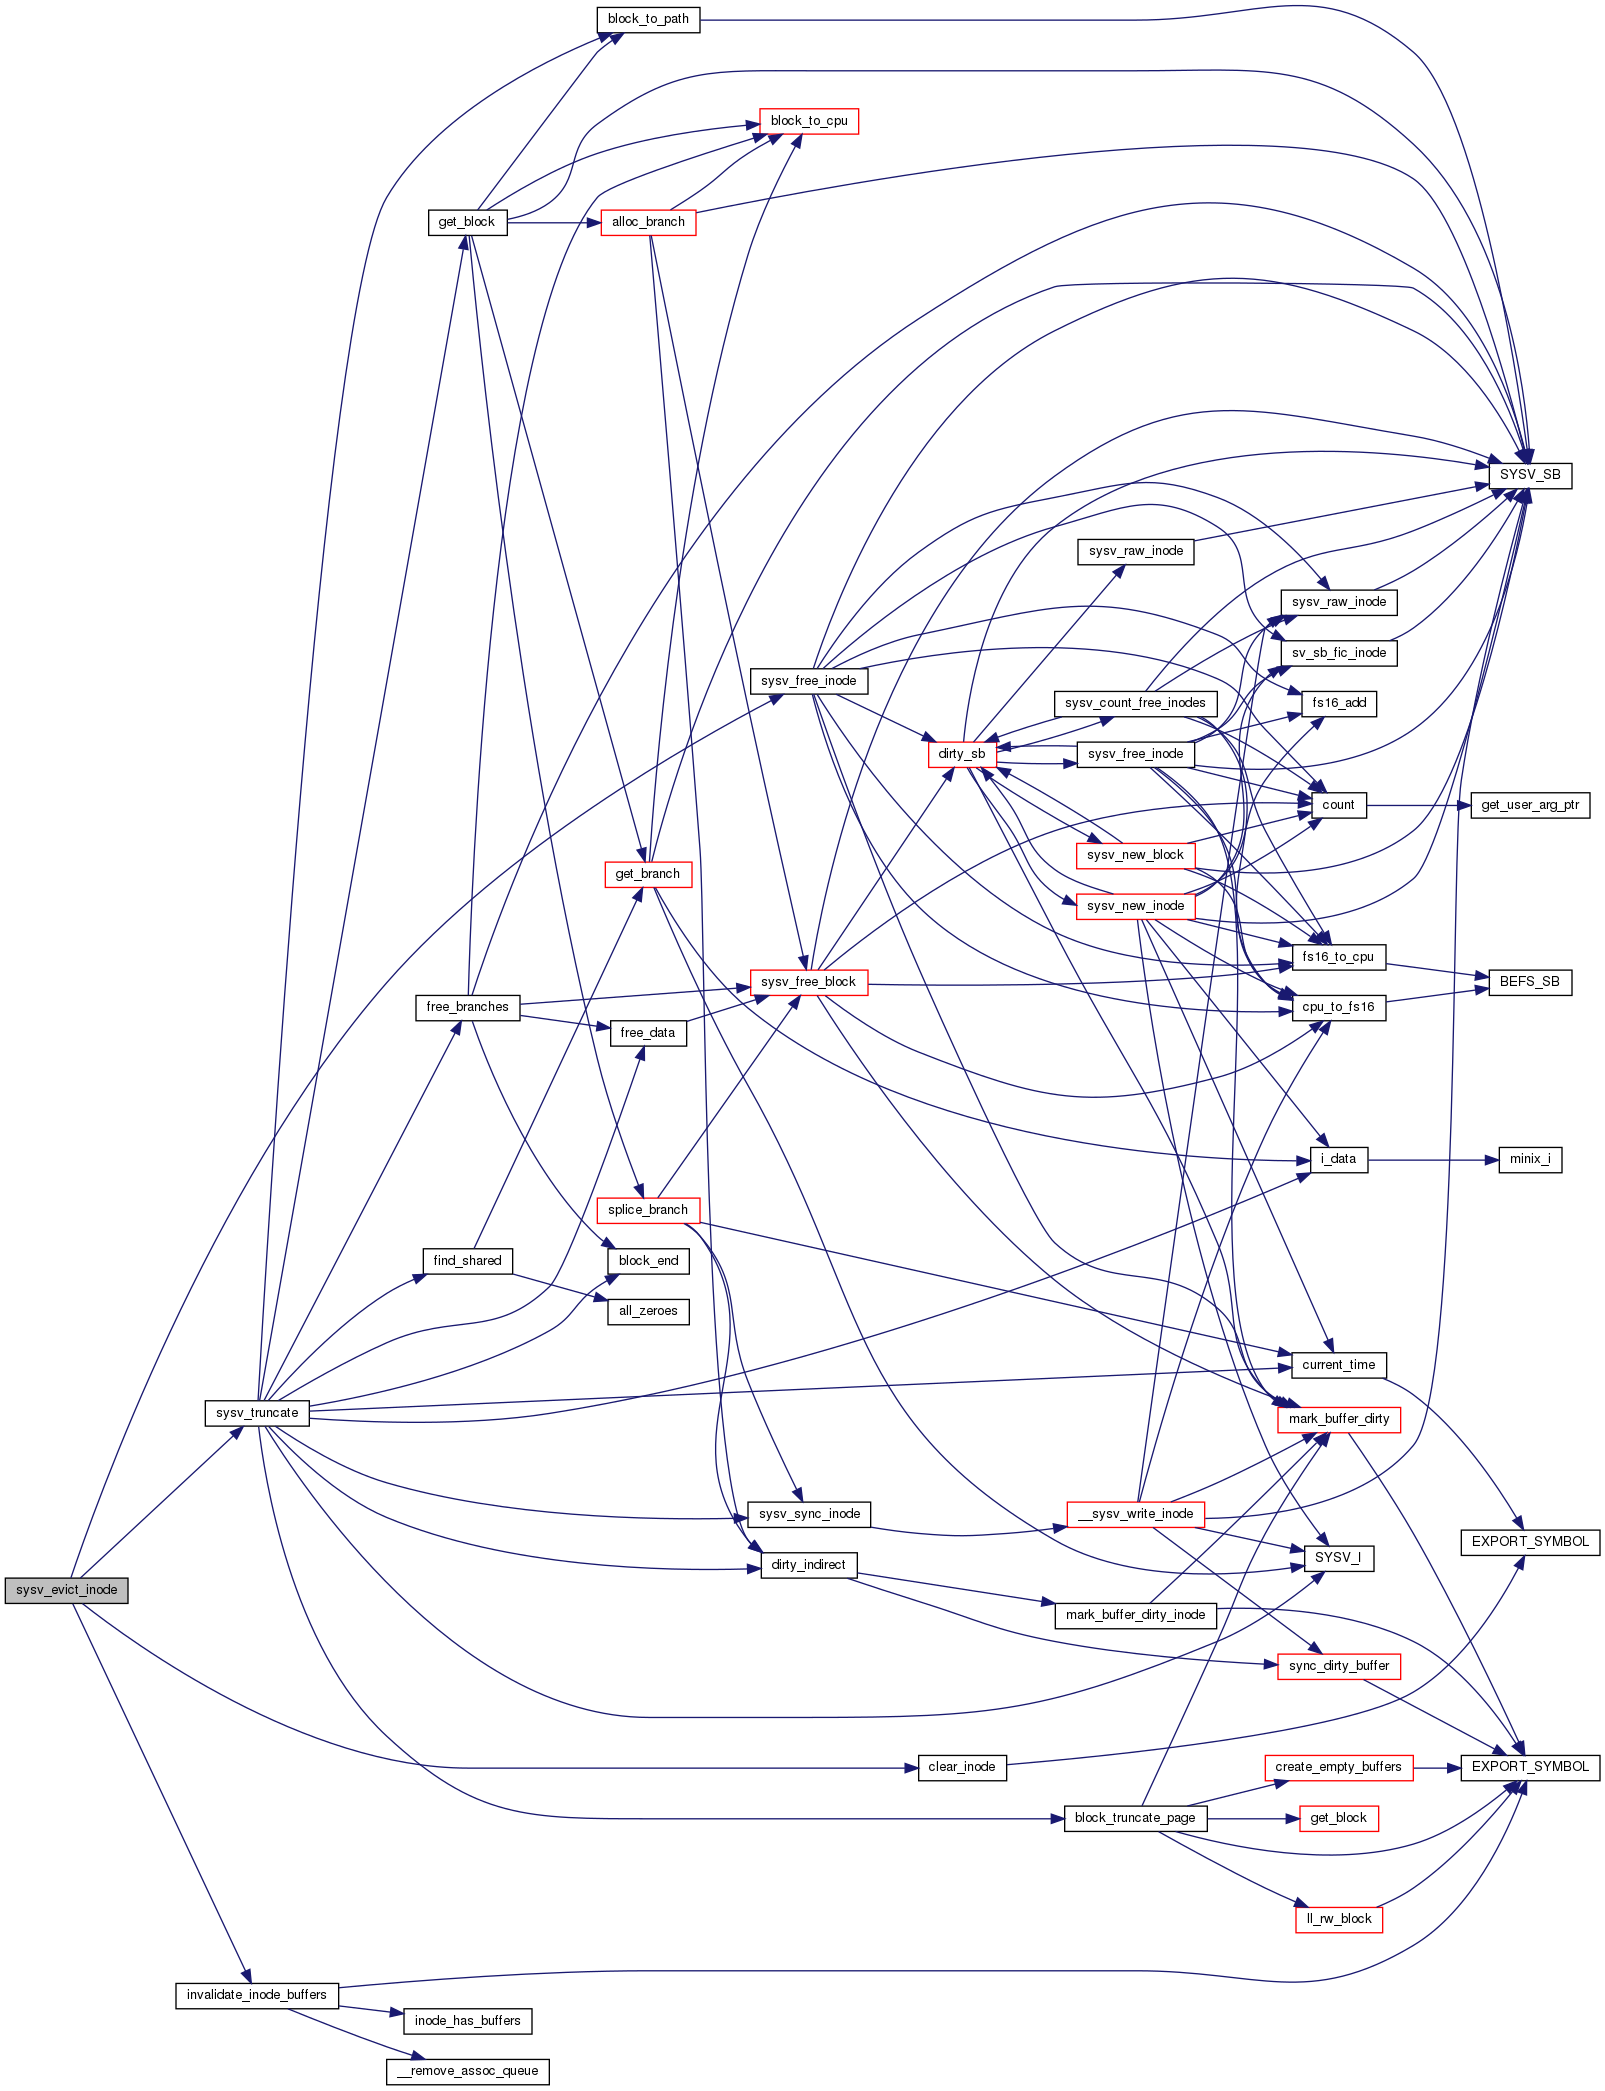 block_to_path
block_to_cpu
get_block
alloc_branch
SYSV_SB
sysv_raw_inode
sysv_raw_inode
sv_sb_fic_inode
sysv_free_inode
sysv_count_free_inodes
fs16_add
dirty_sb
sysv_free_inode
count
get_user_arg_ptr
sysv_new_block
get_branch
sysv_new_inode
fs16_to_cpu
sysv_free_block
BEFS_SB
free_branches
cpu_to_fs16
free_data
i_data
minix_i
splice_branch
find_shared
block_end
all_zeroes
current_time
sysv_truncate
mark_buffer_dirty
sysv_sync_inode
__sysv_write_inode
EXPORT_SYMBOL
SYSV_I
dirty_indirect
sysv_evict_inode
mark_buffer_dirty_inode
sync_dirty_buffer
clear_inode
create_empty_buffers
EXPORT_SYMBOL
block_truncate_page
get_block
ll_rw_block
invalidate_inode_buffers
inode_has_buffers
__remove_assoc_queue